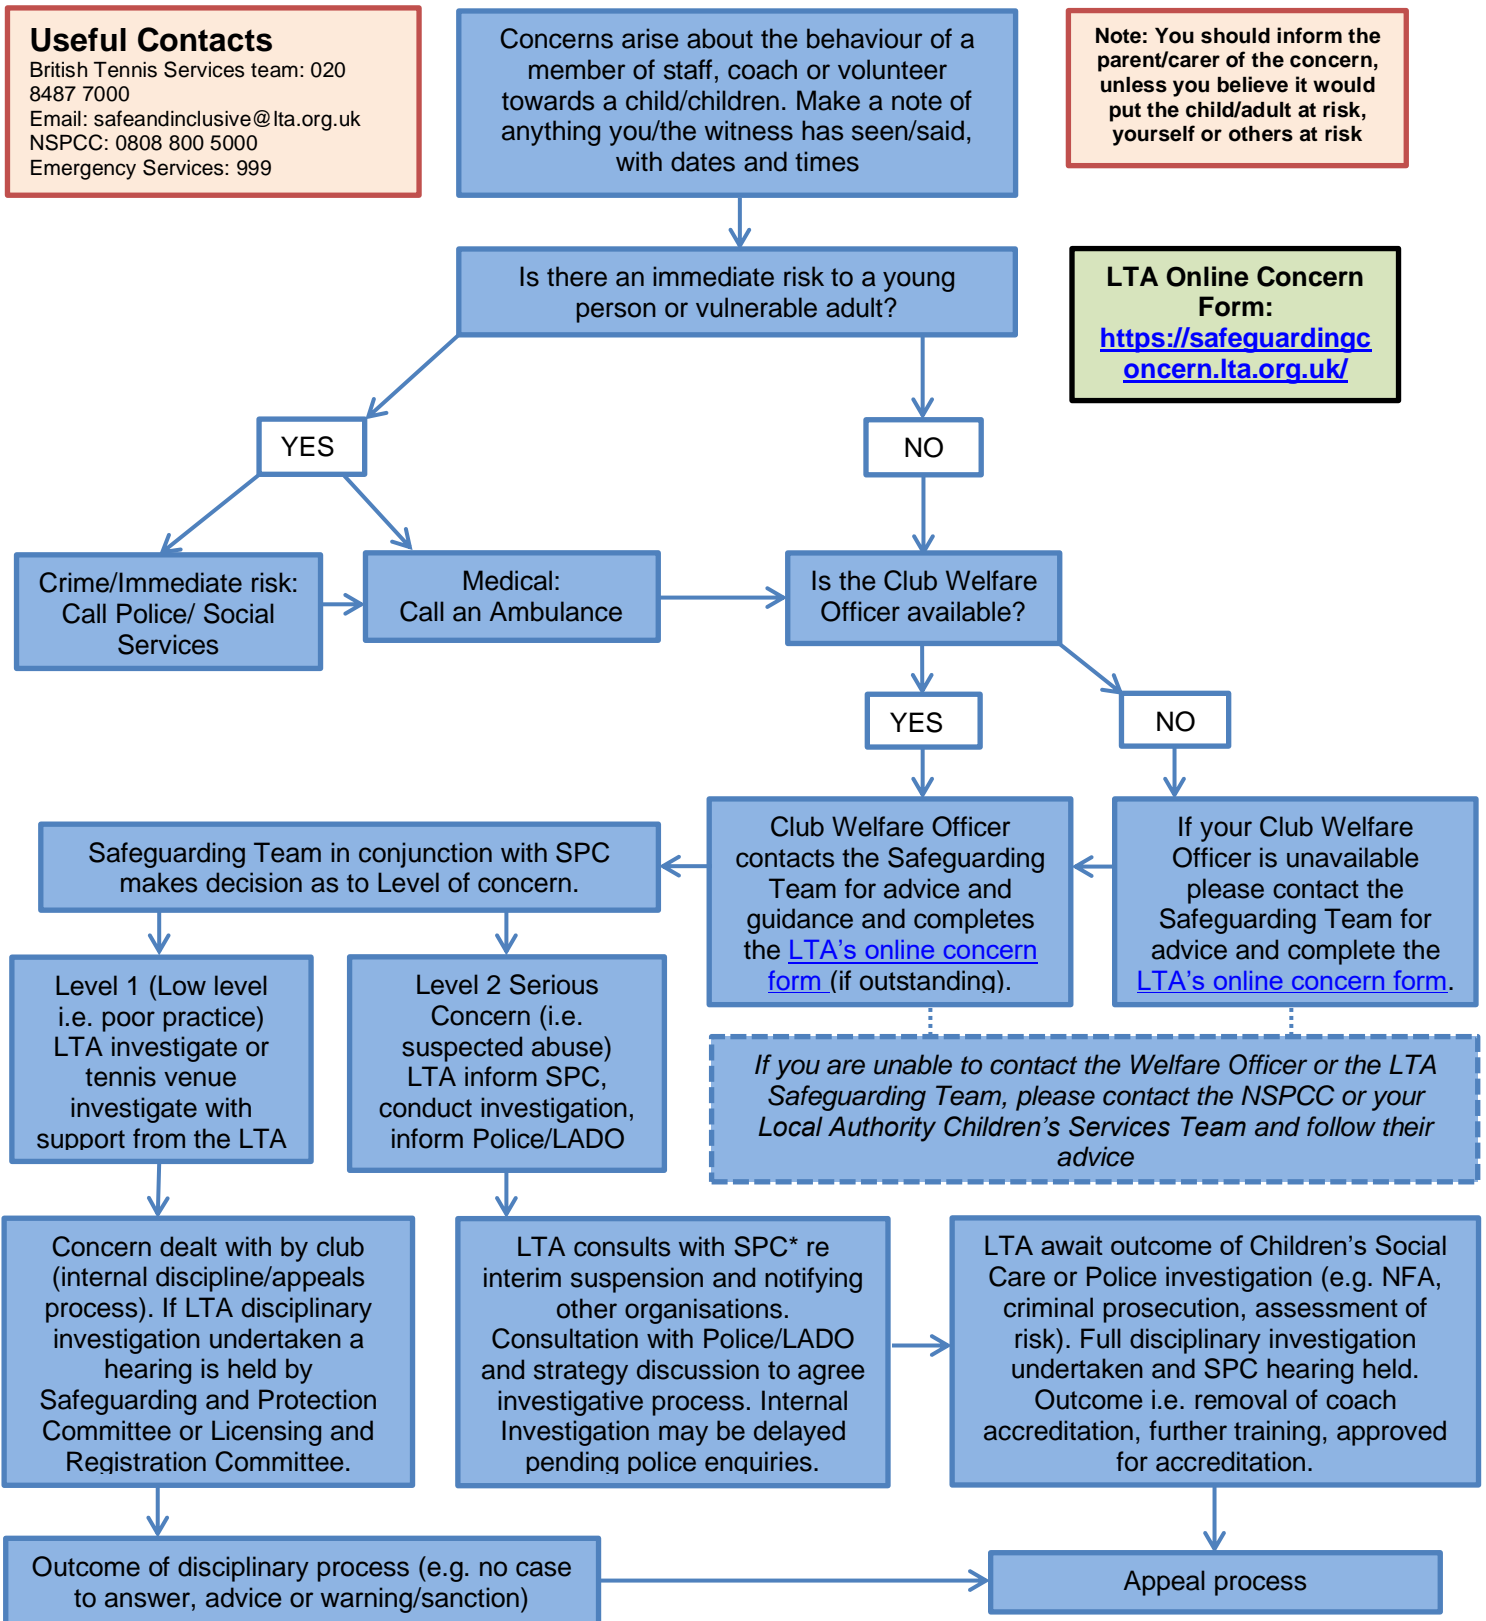 Useful Contacts
British Tennis Services team: 020
8487 7000
Email: safeandinclusive@lta.org.uk
NSPCC: 0808 800 5000
Emergency Services: 999
Concerns arise about the behaviour of a
member of staff, coach or volunteer
towards a child/children. Make a note of
anything you/the witness has seen/said,
with dates and times
Note: You should inform the
parent/carer of the concern,
unless you believe it would
put the child/adult at risk,
yourself or others at risk
Is there an immediate risk to a young
person or vulnerable adult?
LTA Online Concern
Form:
https://safeguardingc
oncern.lta.org.uk/
YES
NO
Crime/Immediate risk:
Call Police/ Social
Services
Medical:
Call an Ambulance
Is the Club Welfare
Officer available?
YES
NO
Safeguarding Team in conjunction with SPC
makes decision as to Level of concern.
Club Welfare Officer
contacts the Safeguarding
Team for advice and
guidance and completes
the LTA's online concern
form (if outstanding).
If your Club Welfare
Officer is unavailable
please contact the
Safeguarding Team for
advice and complete the
LTA's online concern form.
Level 1 (Low level
i.e. poor practice)
LTA investigate or
tennis venue
investigate with
support from the LTA
Level 2 Serious
Concern (i.e.
suspected abuse)
LTA inform SPC,
conduct investigation,
inform Police/LADO
If you are unable to contact the Welfare Officer or the LTA
Safeguarding Team, please contact the NSPCC or your
Local Authority Children's Services Team and follow their
advice
Concern dealt with by club
(internal discipline/appeals
process). If LTA disciplinary
investigation undertaken a
hearing is held by
Safeguarding and Protection
Committee or Licensing and
Registration Committee.
LTA consults with SPC* re
interim suspension and notifying
other organisations.
Consultation with Police/LADO
and strategy discussion to agree
investigative process. Internal
Investigation may be delayed
pending police enquiries.
LTA await outcome of Children's Social
Care or Police investigation (e.g. NFA,
criminal prosecution, assessment of
risk). Full disciplinary investigation
undertaken and SPC hearing held.
Outcome i.e. removal of coach
accreditation, further training, approved
for accreditation.
Outcome of disciplinary process (e.g. no case
to answer, advice or warning/sanction)
Appeal process